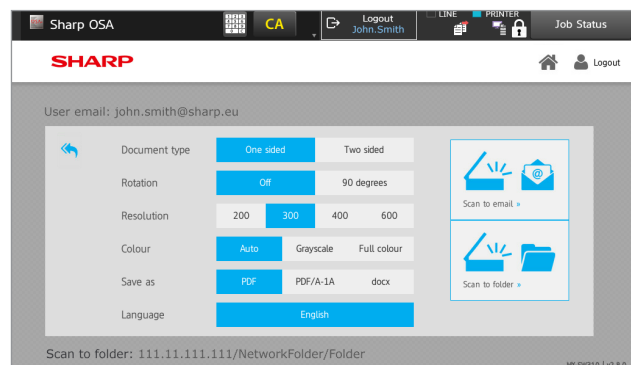 Sharp OSA
CA
Logout
John.Smith
LINE
PRINTER
Job Status
SHARP
Logout
User email: john.smith@sharp.eu
Document type One sided Two sided
Rotation Off 90 degrees
Resolution 200 300 400 600
Colour Auto Grayscale Full colour
Save as PDF PDF/A-1A docx
Language English
@
Scan to email »
Scan to folder »
Scan to folder: 111.11.111.111/NetworkFolder/Folder